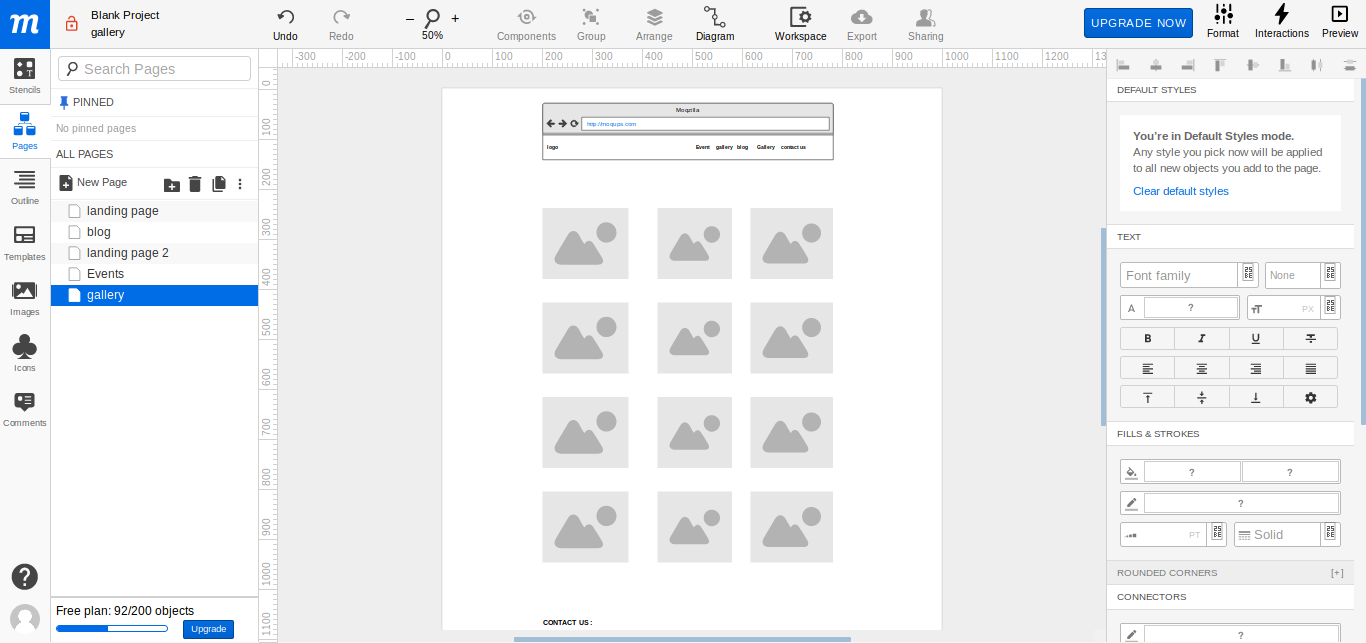 m
Blank Project
gallery
Undo
Redo
–
+
50%
Components
Group
Arrange
Diagram
Workspace
Export
Sharing
UPGRADE NOW
Format
Interactions
Preview
Stencils
Pages
Outline
Templates
Images
Icons
Comments
Search Pages
PINNED
No pinned pages
ALL PAGES
New Page
landing page
blog
landing page 2
Events
gallery
Free plan: 92/200 objects
Upgrade
-300 -200 -100 0 100 200 300 400 500 600 700 800 900 1000 1100 1200 13
0
100
200
300
400
500
600
700
800
900
1000
1100
Moqzilla
http://moqups.com
logo
Event gallery blog Gallery contact us
CONTACT US :
DEFAULT STYLES
You're in Default Styles mode.
Any style you pick now will be applied
to all new objects you add to the page.
Clear default styles
TEXT
Font family
None
A ?
TT PX
B I U
FILLS & STROKES
? ?
?
PT
Solid
ROUNDED CORNERS [+]
CONNECTORS
?